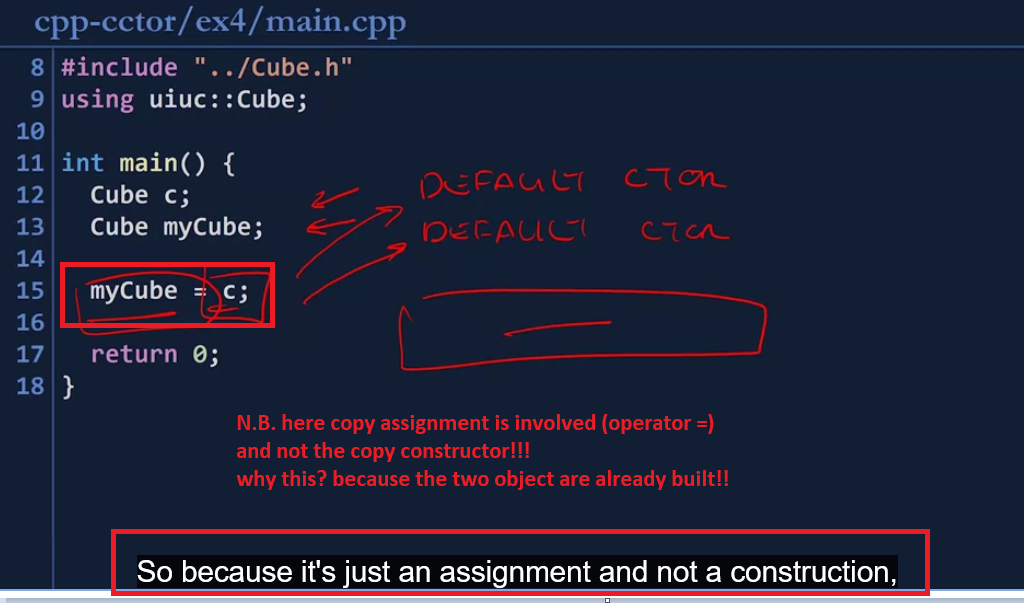 cpp-cctor/ex4/main.cpp
8 #include "../Cube.h"
9 using uiuc::Cube;
10
11 int main() {
12 Cube c; DEFAULT CTOR
13 Cube myCube; DEFAULT CTOR
14
15 myCube = c;
16
17 return 0;
18 }
N.B. here copy assignment is involved (operator =)
and not the copy constructor!!!
why this? because the two object are already built!!
So because it's just an assignment and not a construction,